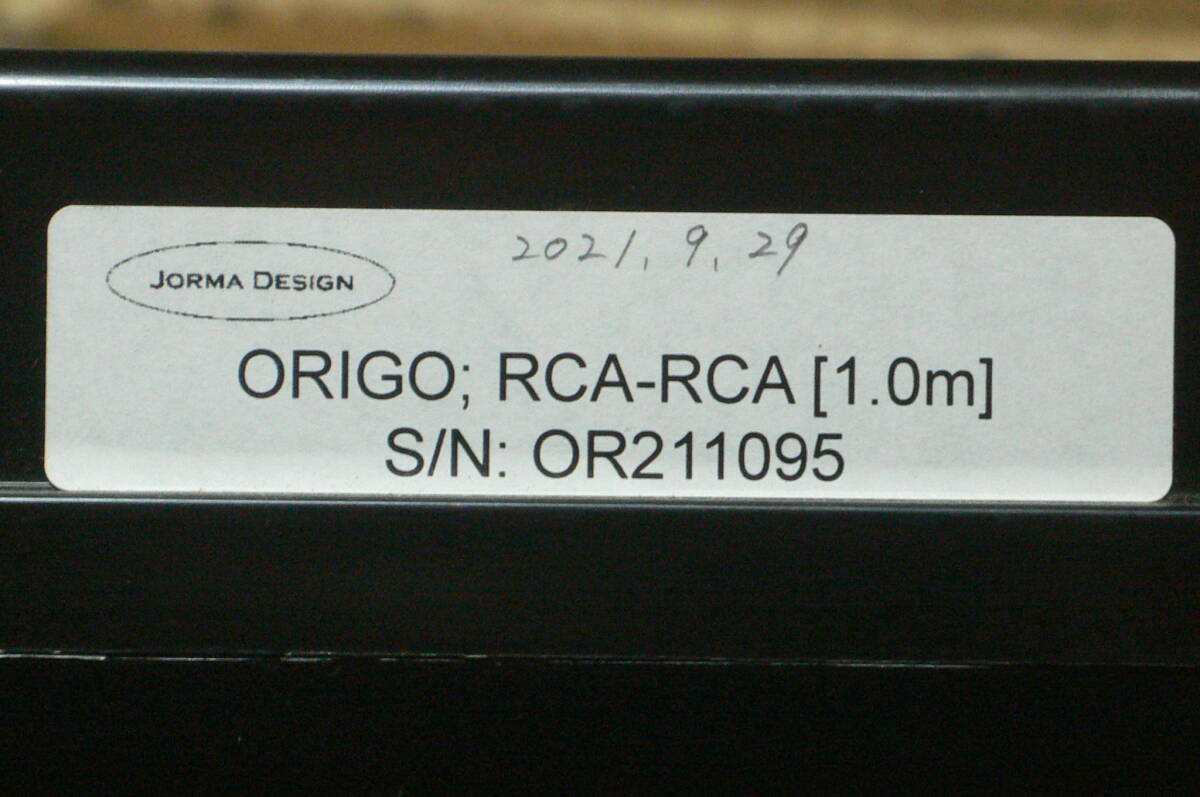 2021. 9. 29
JORMA DESIGN
ORIGO; RCA-RCA [1.0m]
S/N: OR211095